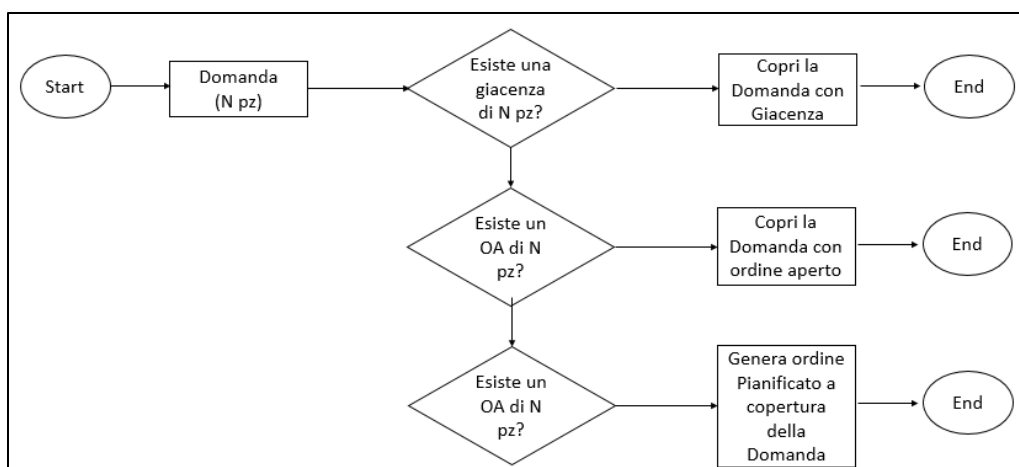 Start
Domanda
(N pz)
Esiste una
giacenza
di N pz?
Copri la
Domanda con
Giacenza
End
Esiste un
OA di N
pz?
Copri la
Domanda con
ordine aperto
End
Esiste un
OA di N
pz?
Genera ordine
Pianificato a
copertura
della
Domanda
End